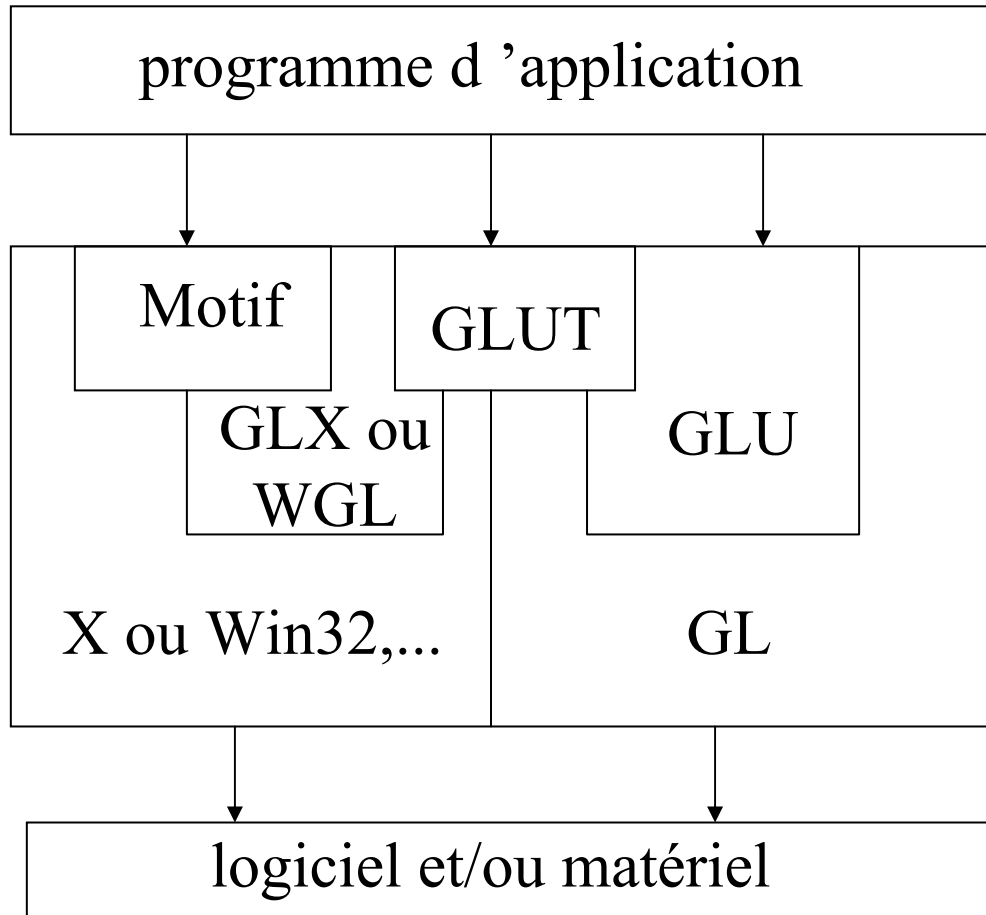 programme d ’application
Motif
GLUT
GLX ou
WGL
GLU
X ou Win32,...
GL
logiciel et/ou matériel